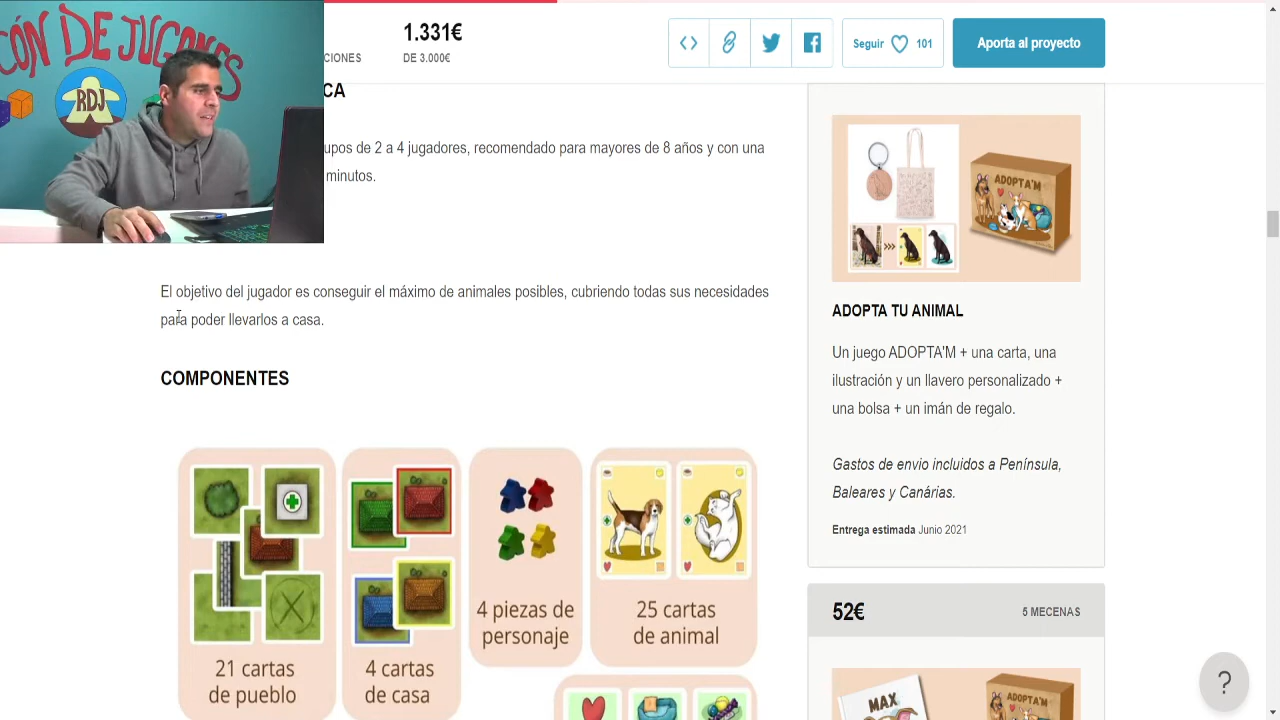 CÓN DE JUGONES
RDJ
1.331€
CIONES
DE 3.000€
Seguir
101
Aporta al proyecto
CA
upos de 2 a 4 jugadores, recomendado para mayores de 8 años y con una
minutos.
El objetivo del jugador es conseguir el máximo de animales posibles, cubriendo todas sus necesidades
para poder llevarlos a casa.
COMPONENTES
21 cartas
de pueblo
4 cartas
de casa
4 piezas de
personaje
25 cartas
de animal
ADOPTA'M
ADOPTA TU ANIMAL
Un juego ADOPTA'M + una carta, una
ilustración y un llavero personalizado +
una bolsa + un imán de regalo.
Gastos de envio incluidos a Península,
Baleares y Canárias.
Entrega estimada Junio 2021
52€
5 MECENAS
MAX
ADOPTA'M
?